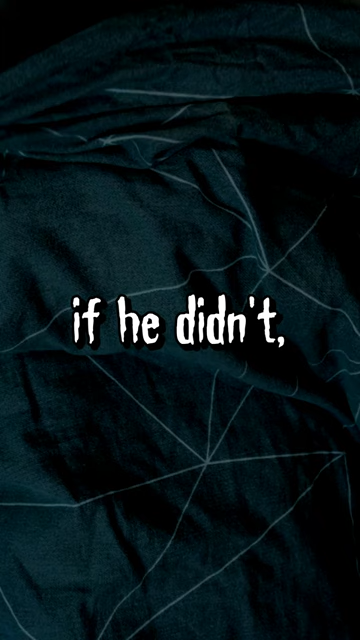 if he didn't,